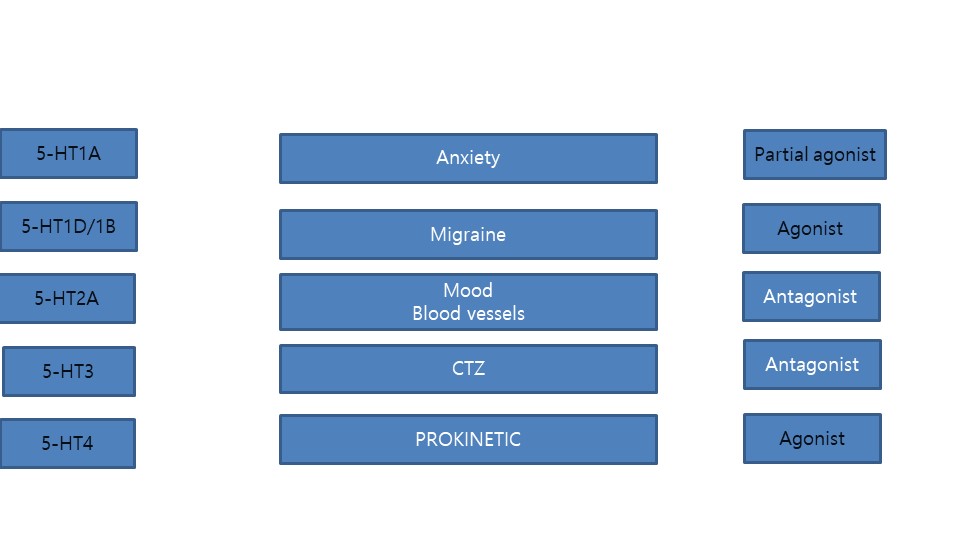 5-HT1A
Anxiety
Partial agonist
5-HT1D/1B
Migraine
Agonist
5-HT2A
Mood
Blood vessels
Antagonist
5-HT3
CTZ
Antagonist
5-HT4
PROKINETIC
Agonist